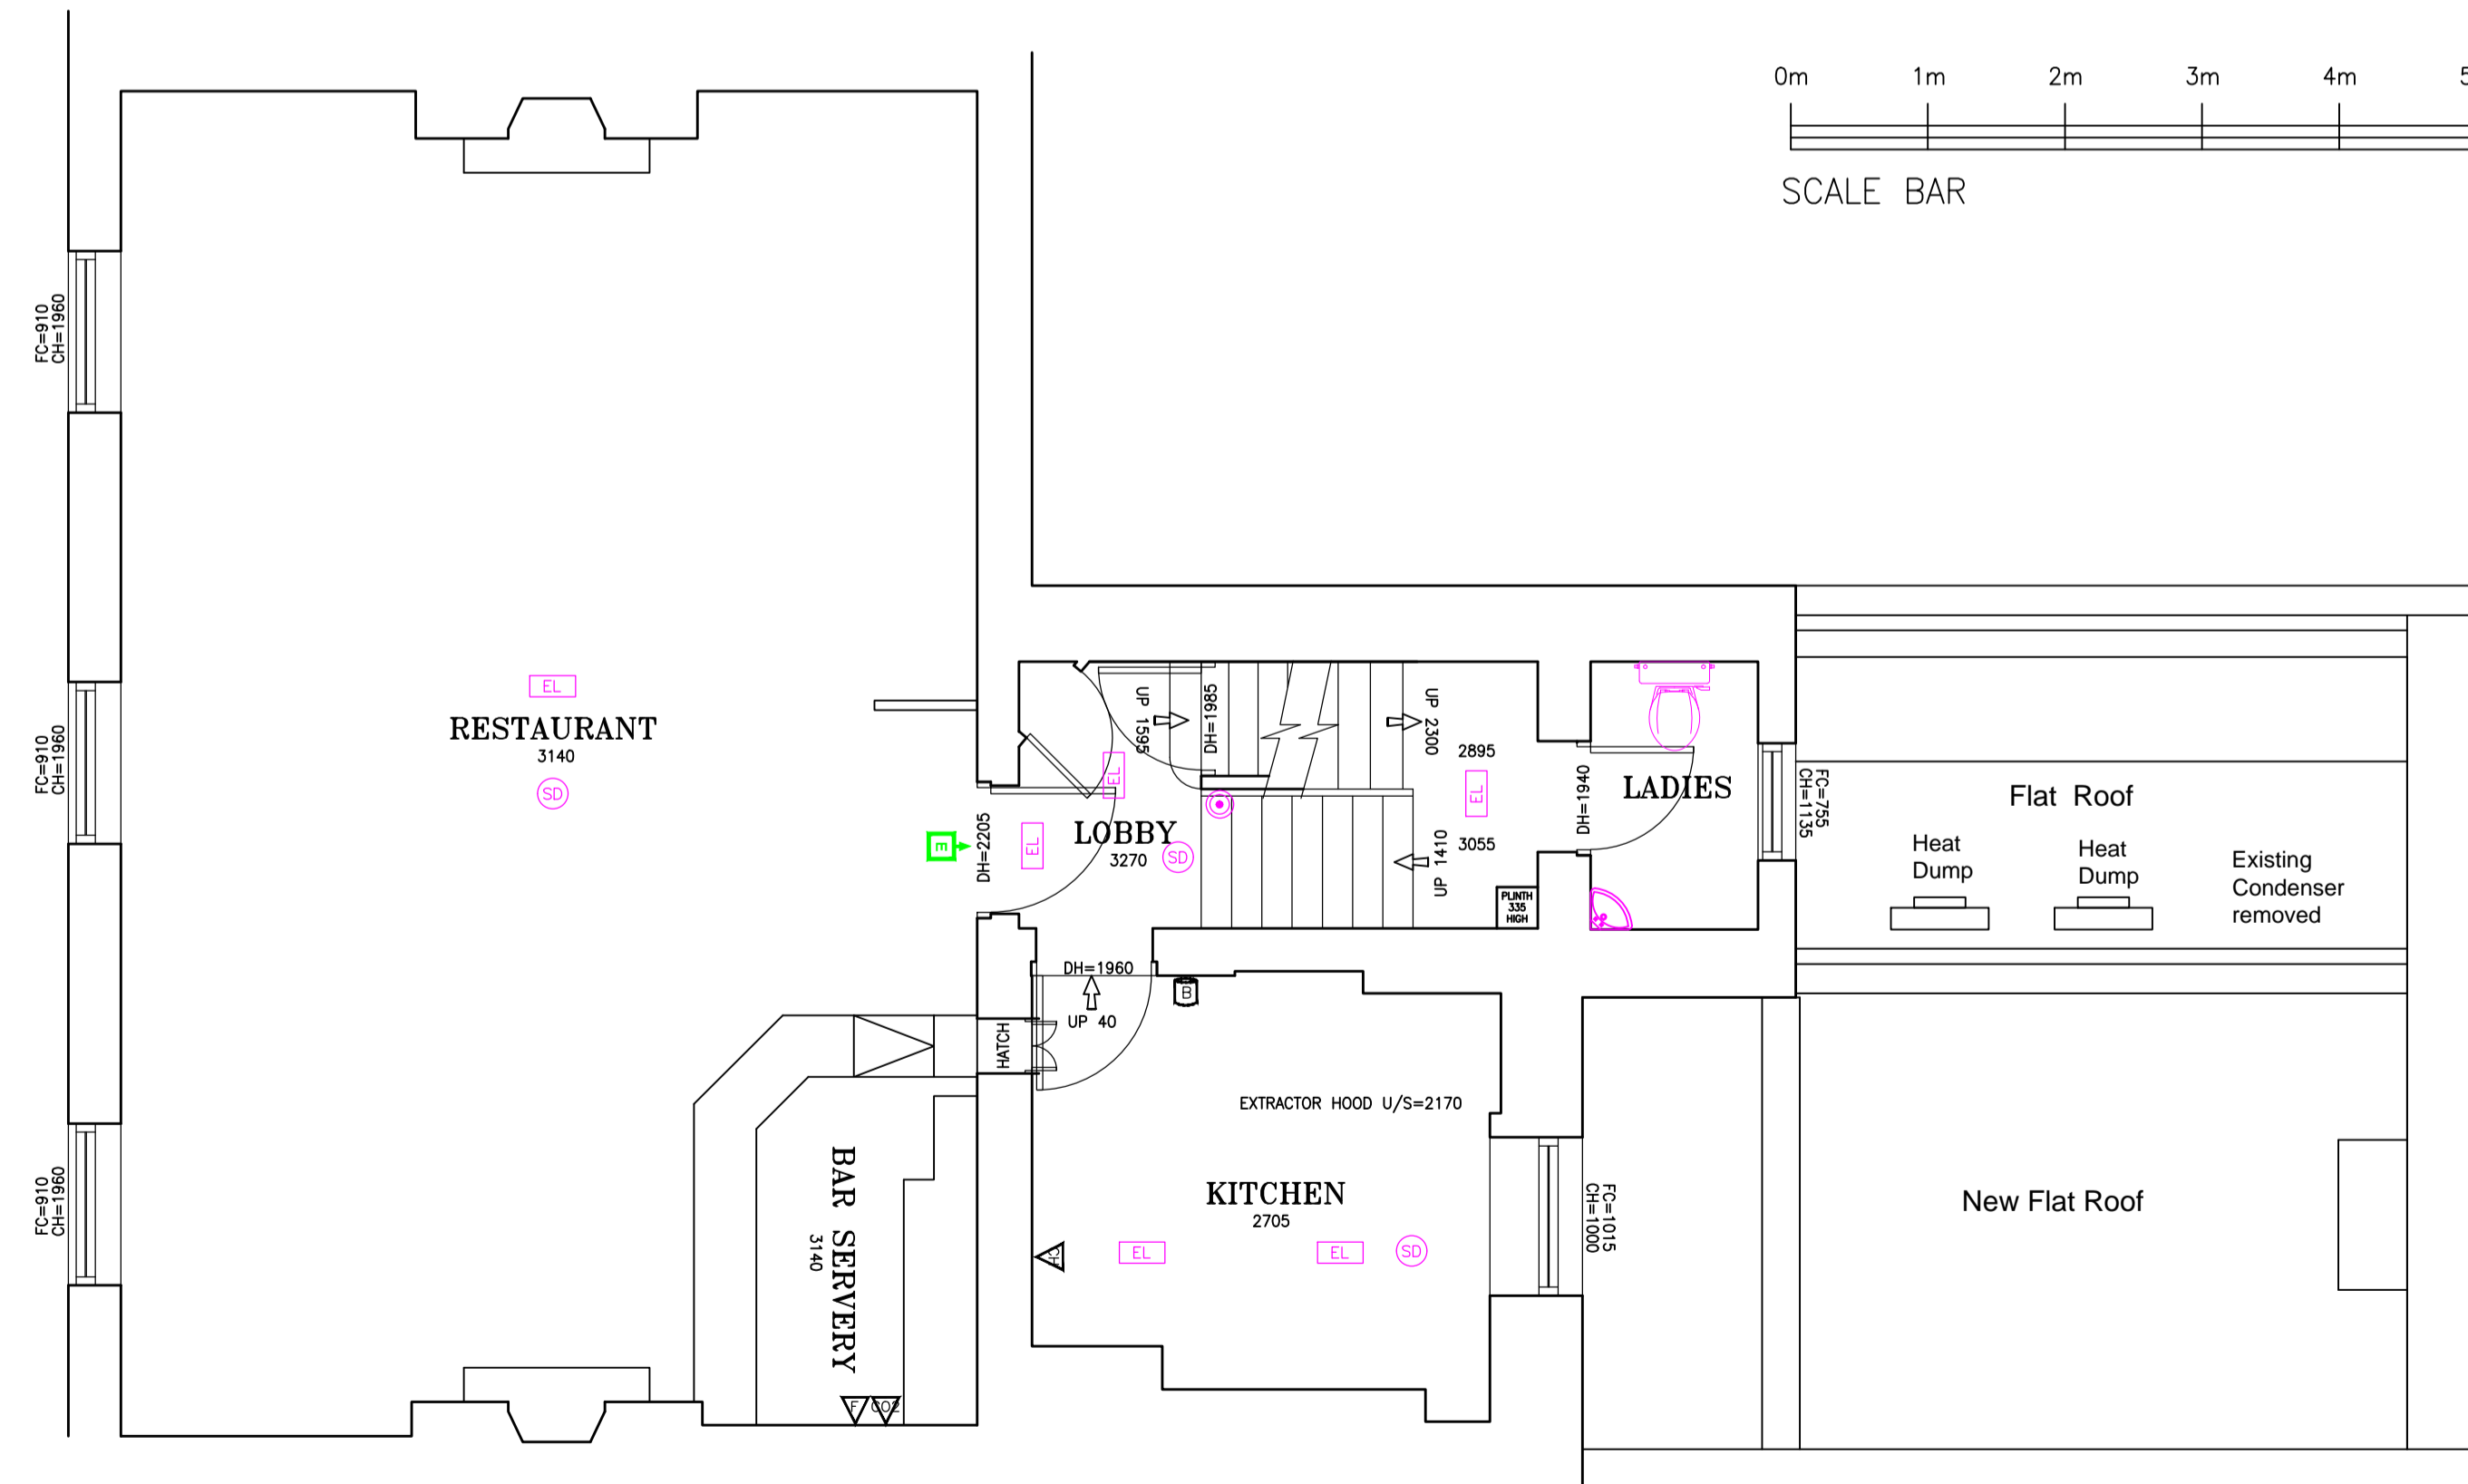 0m 1m 2m 3m 4m
SCALE BAR
FC=910
CH=1960
FC=910
CH=1960
FC=910
CH=1960
EL
RESTAURANT
3140
SD
E
DH=2205
EL
EL
LOBBY
3270
SD
UP 1595
DH=1985
UP 2300
2895
EL
3055
UP 1410
DH=1940
LADIES
PLINTH
335
HIGH
FC=755
CH=1135
Flat Roof
Heat
Dump
Heat
Dump
Existing
Condenser
removed
DH=1960
UP 40
B
HATCH
EXTRACTOR HOOD U/S=2170
KITCHEN
2705
EL
EL
SD
CH
FC=1015
CH=1000
New Flat Roof
BAR SERVERY
3140
F
CO2